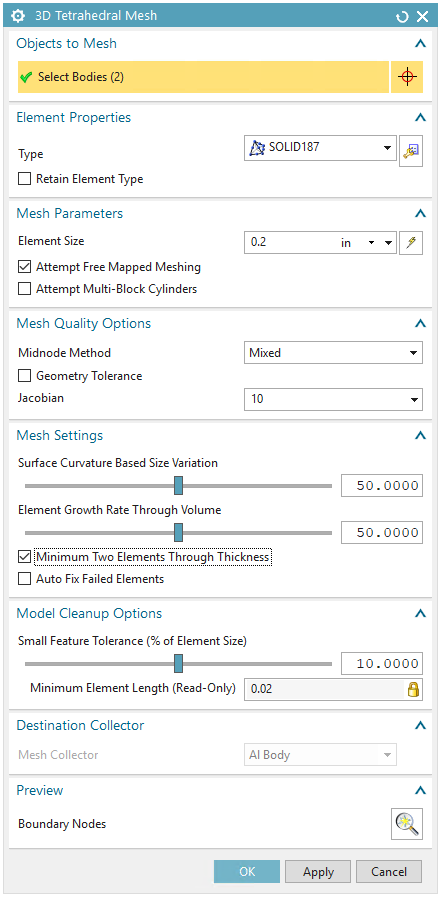 3D Tetrahedral Mesh
Objects to Mesh
Select Bodies (2)
Element Properties
Type SOLID187
Retain Element Type
Mesh Parameters
Element Size 0.2 in
Attempt Free Mapped Meshing
Attempt Multi-Block Cylinders
Mesh Quality Options
Midnode Method Mixed
Geometry Tolerance
Jacobian 10
Mesh Settings
Surface Curvature Based Size Variation
50.0000
Element Growth Rate Through Volume
50.0000
Minimum Two Elements Through Thickness
Auto Fix Failed Elements
Model Cleanup Options
Small Feature Tolerance (% of Element Size)
10.0000
Minimum Element Length (Read-Only) 0.02
Destination Collector
Mesh Collector Al Body
Preview
Boundary Nodes
OK Apply Cancel